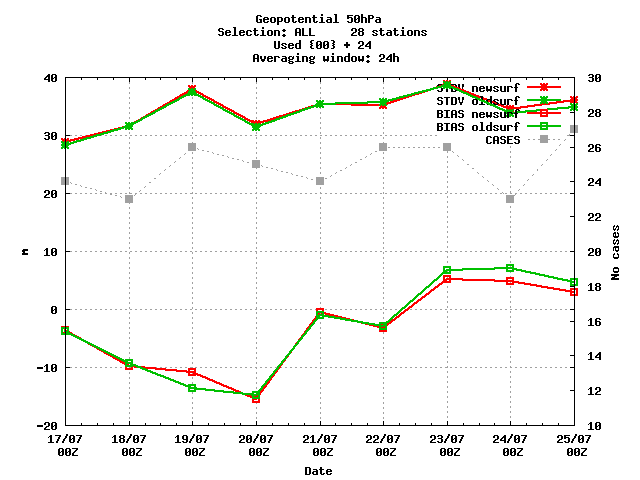 Geopotential 50hPa
Selection: ALL 28 stations
Used {00} + 24
Averaging window: 24h
STDV newsurf
STDV oldsurf
BIAS newsurf
BIAS oldsurf
CASES
40
30
20
10
0
-10
-20
m
30
28
26
24
22
20
18
16
14
12
10
No cases
17/07 18/07 19/07 20/07 21/07 22/07 23/07 24/07 25/07
00Z 00Z 00Z 00Z 00Z 00Z 00Z 00Z 00Z
Date